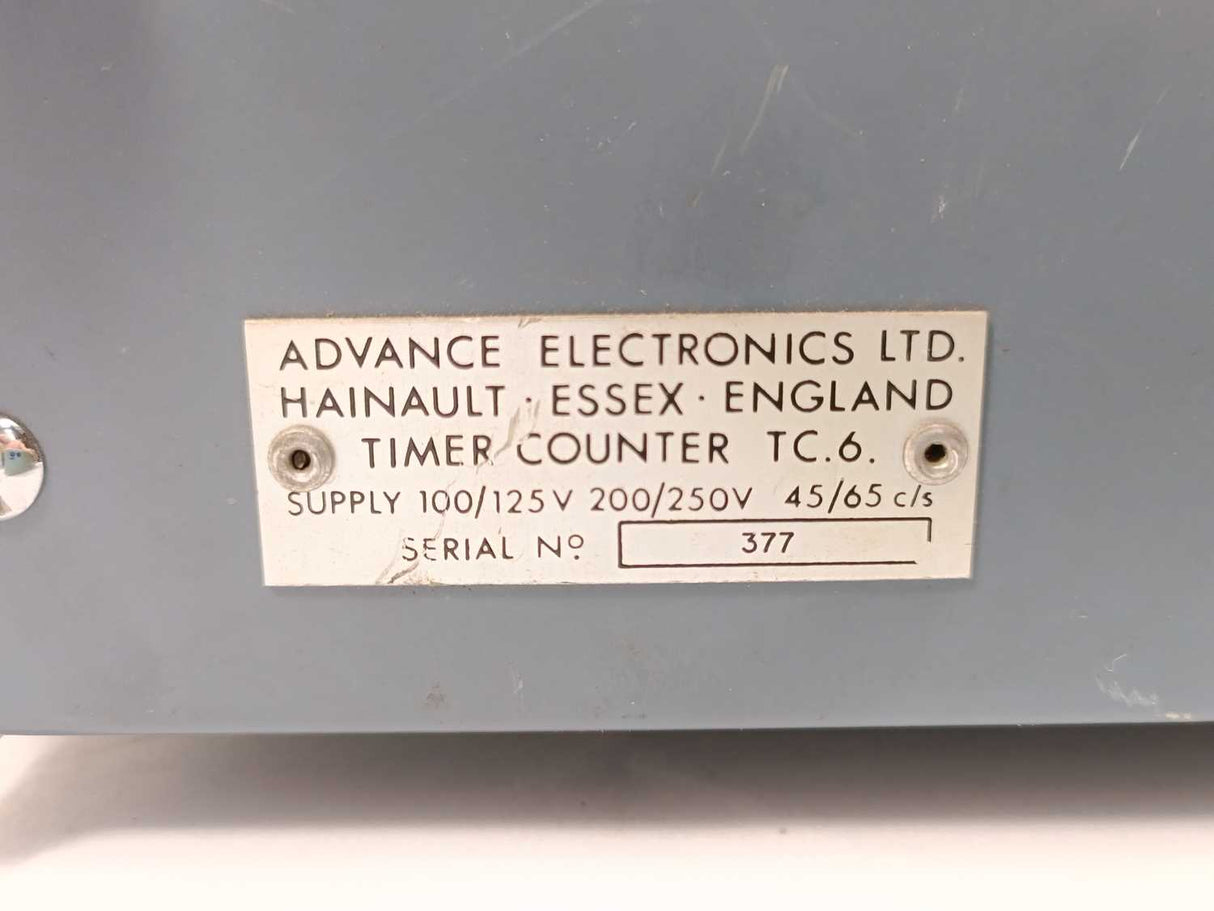 ADVANCE ELECTRONICS LTD.
HAINAULT · ESSEX · ENGLAND
TIMER COUNTER TC.6.
SUPPLY 100/125V 200/250V 45/65 c/s
SERIAL Nº 377